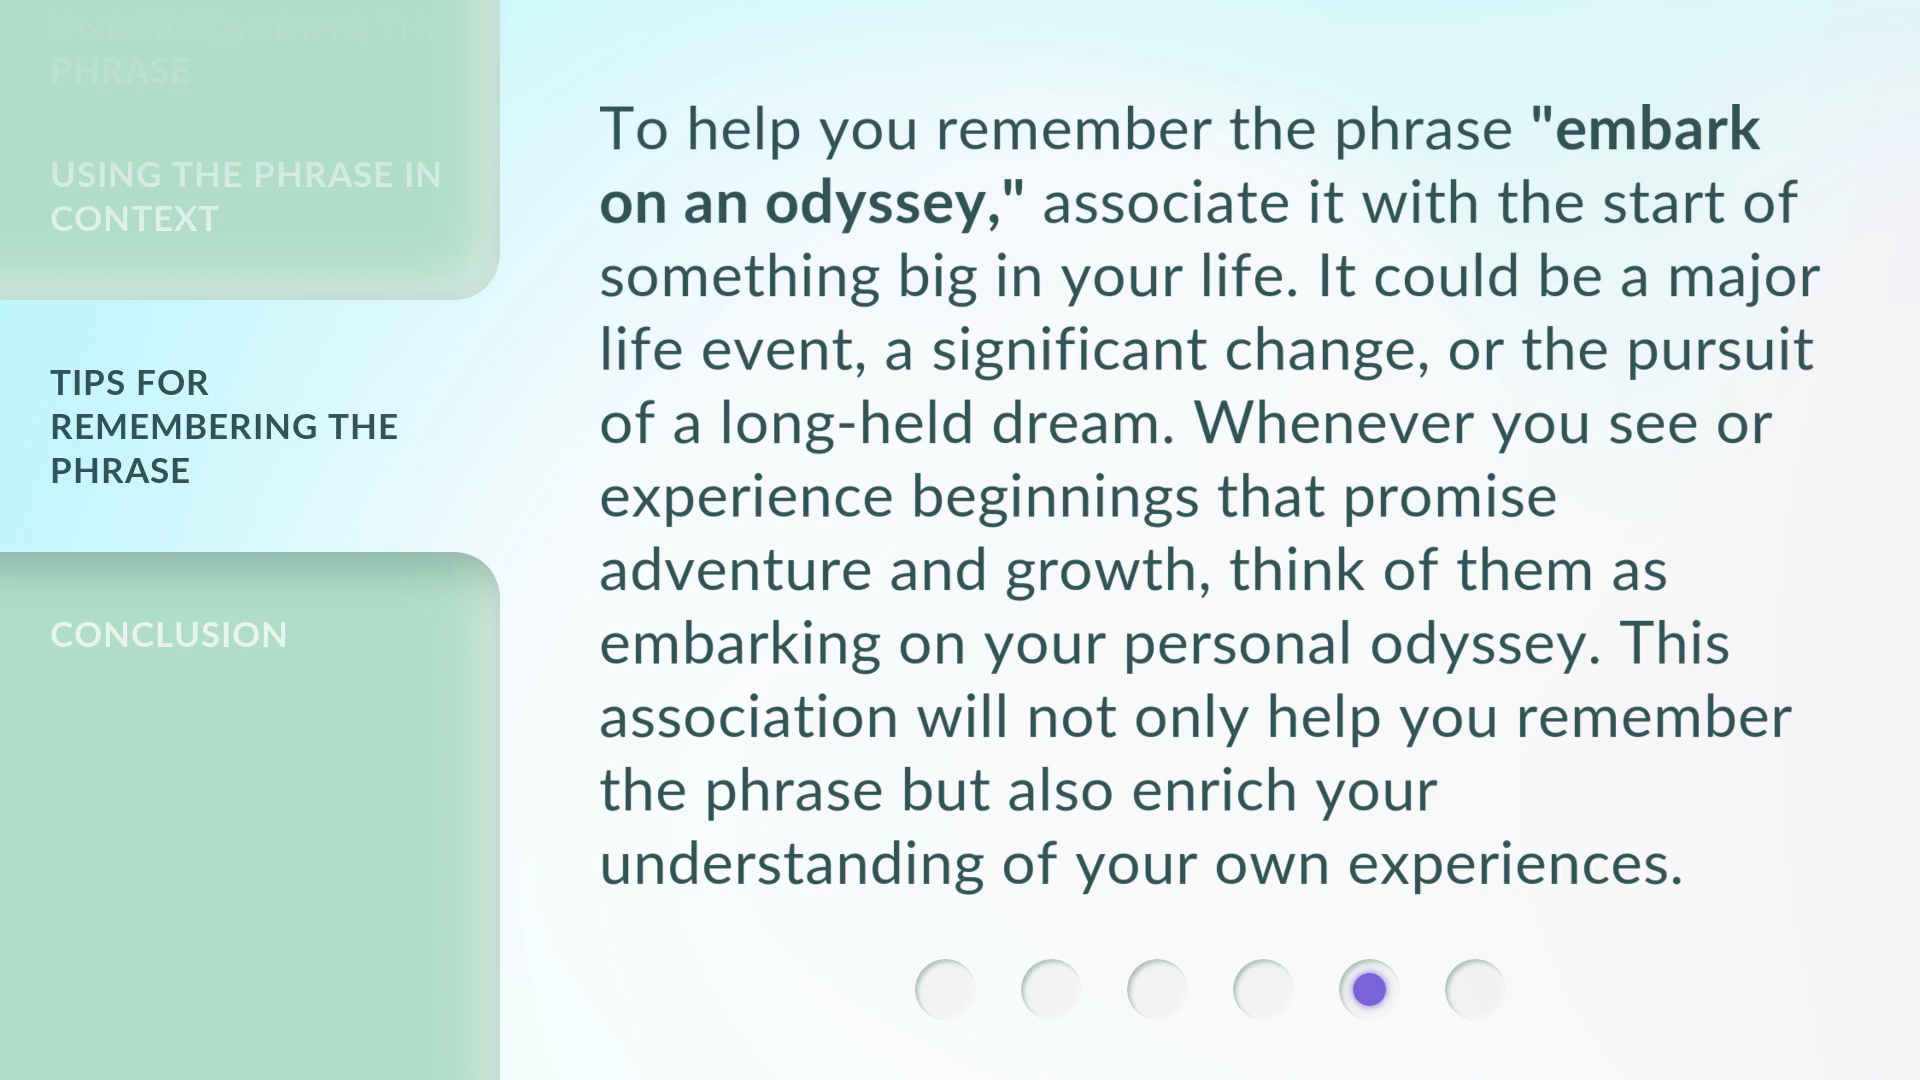 UNDERSTANDING THE
PHRASE
USING THE PHRASE IN
CONTEXT
TIPS FOR
REMEMBERING THE
PHRASE
CONCLUSION
To help you remember the phrase "embark
on an odyssey," associate it with the start of
something big in your life. It could be a major
life event, a significant change, or the pursuit
of a long-held dream. Whenever you see or
experience beginnings that promise
adventure and growth, think of them as
embarking on your personal odyssey. This
association will not only help you remember
the phrase but also enrich your
understanding of your own experiences.